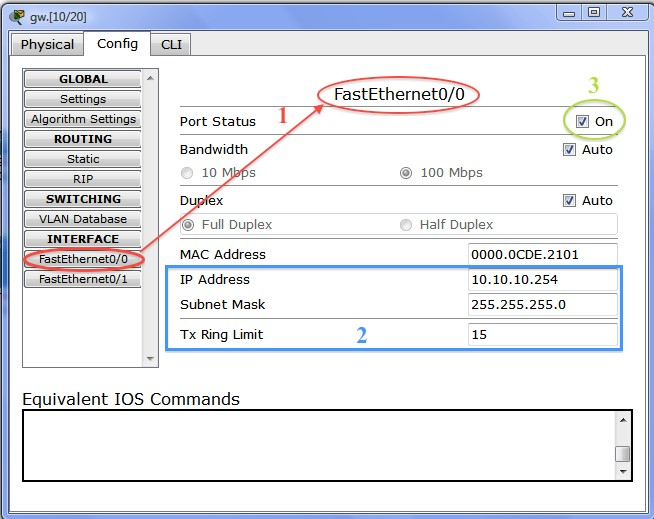 gw.[10/20]
Physical Config CLI
GLOBAL
Settings
Algorithm Settings
ROUTING
Static
RIP
SWITCHING
VLAN Database
INTERFACE
FastEthernet0/0
FastEthernet0/1
1
FastEthernet0/0
3
Port Status On
Bandwidth Auto
10 Mbps 100 Mbps
Duplex Auto
Full Duplex Half Duplex
MAC Address 0000.0CDE.2101
IP Address 10.10.10.254
Subnet Mask 255.255.255.0
Tx Ring Limit 2 15
Equivalent IOS Commands